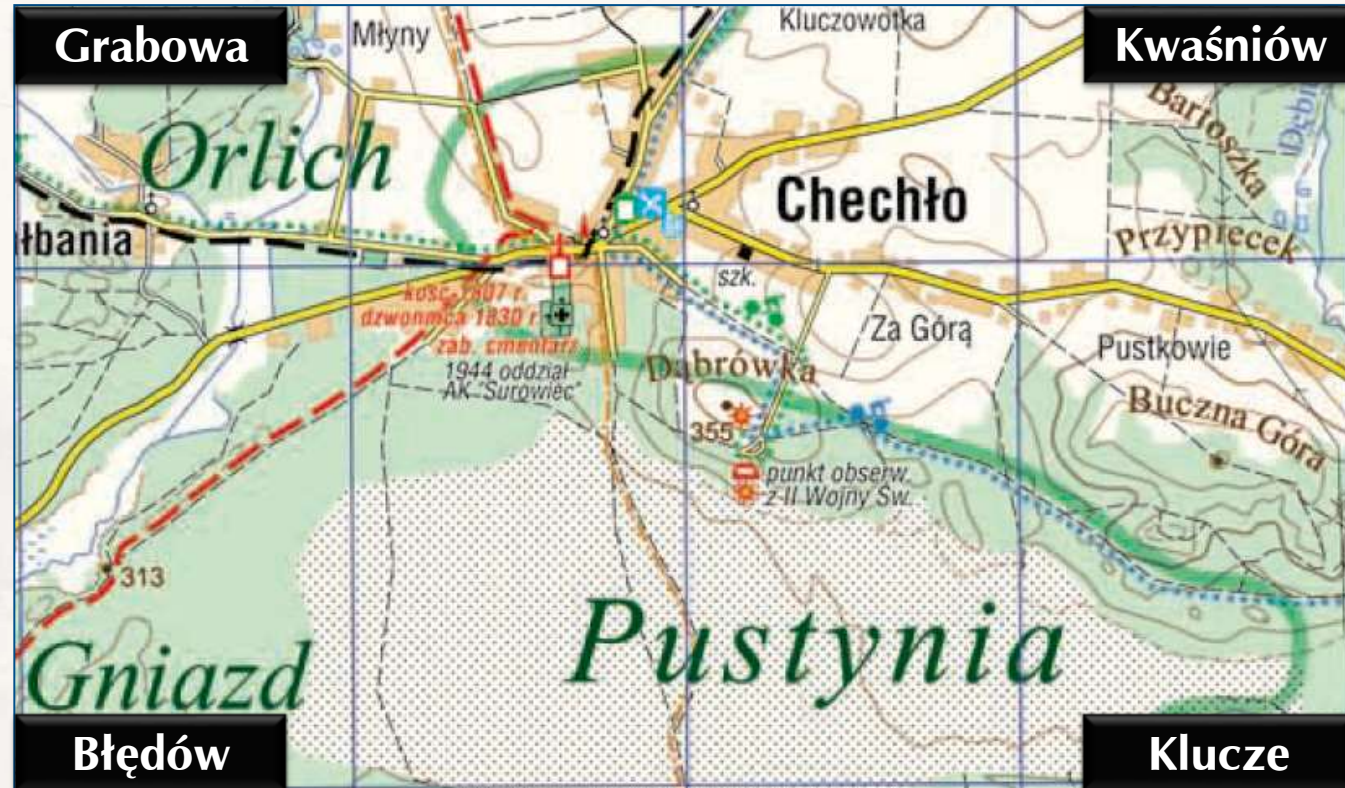 Grabowa
Młyny
Kluczowotka
Kwaśniów
Bartoszka
Orlich
Chechło
łbania
Przypiecek
szk.
kość. 1807 r.
dzwonnica 1830 r.
zab. cmentarz
1944 oddział
AK "Surowiec"
Za Górą
Pustkowie
Dąbrówka
Buczna Góra
355
punkt obserw.
z II Wojny Św.
313
Pustynia
Gniazd
Błędów
Klucze